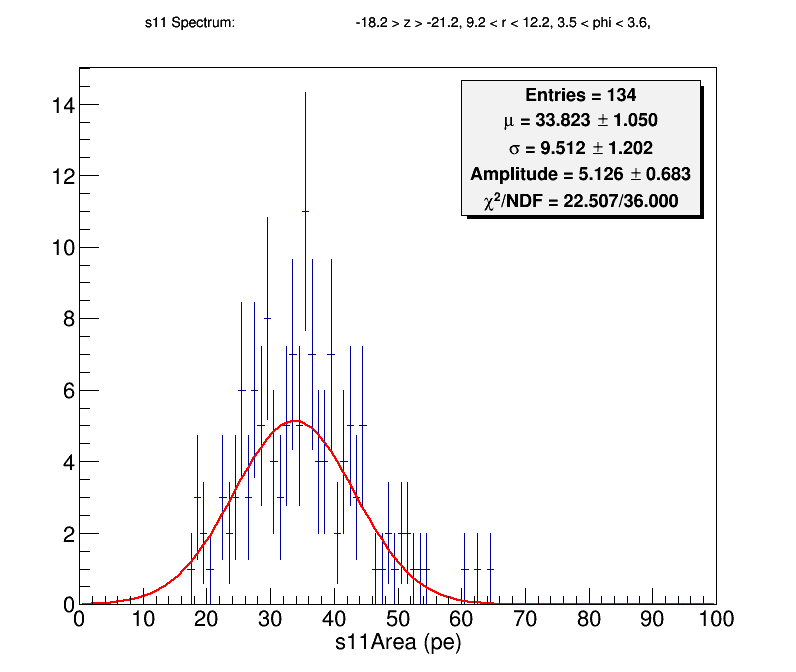 s11 Spectrum: -18.2 > z > -21.2, 9.2 < r < 12.2, 3.5 < phi < 3.6,
Entries = 134
μ = 33.823 ± 1.050
σ = 9.512 ± 1.202
Amplitude = 5.126 ± 0.683
χ²/NDF = 22.507/36.000
14
12
10
8
6
4
2
0
0 10 20 30 40 50 60 70 80 90 100
s11Area (pe)